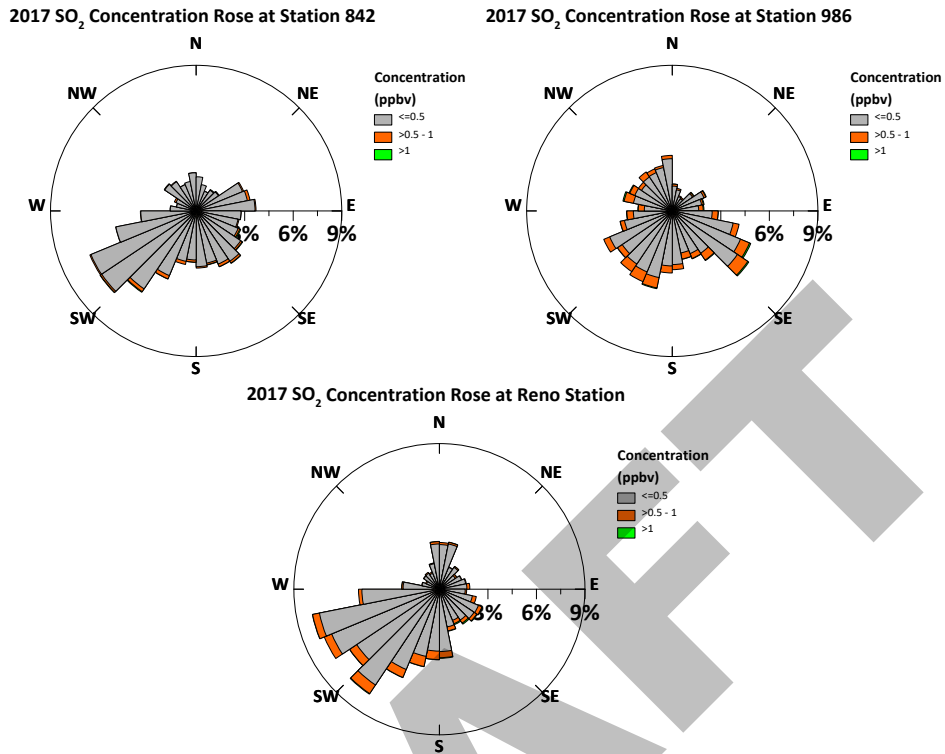 2017 SO2 Concentration Rose at Station 842
N
NW
NE
W
E
3%
6%
9%
SW
SE
S
Concentration
(ppbv)
<=0.5
>0.5 - 1
>1
2017 SO2 Concentration Rose at Station 986
N
NW
NE
W
E
6%
9%
SW
SE
S
Concentration
(ppbv)
<=0.5
>0.5 - 1
>1
2017 SO2 Concentration Rose at Reno Station
N
NW
NE
W
E
3%
6%
9%
SW
SE
S
Concentration
(ppbv)
<=0.5
>0.5 - 1
>1